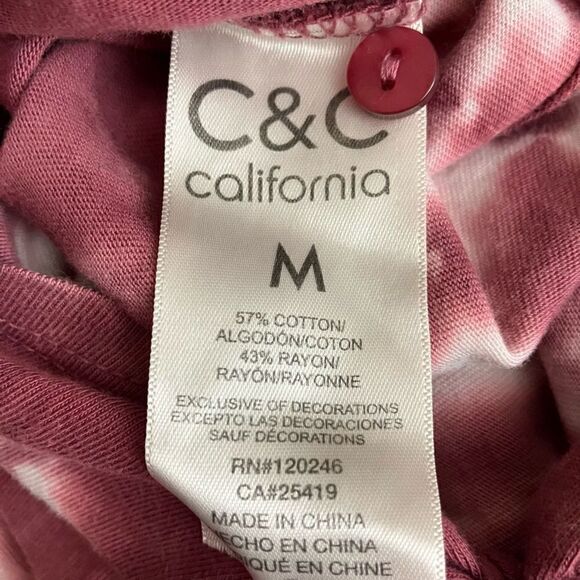 C&C
california
M
57% COTTON/
ALGODÓN/COTON
43% RAYON/
RAYÓN/RAYONNE
EXCLUSIVE OF DECORATIONS
EXCEPTO LAS DECORACIONES
SAUF DÉCORATIONS
RN#120246
CA#25419
MADE IN CHINA
HECHO EN CHINA
EN CHINE